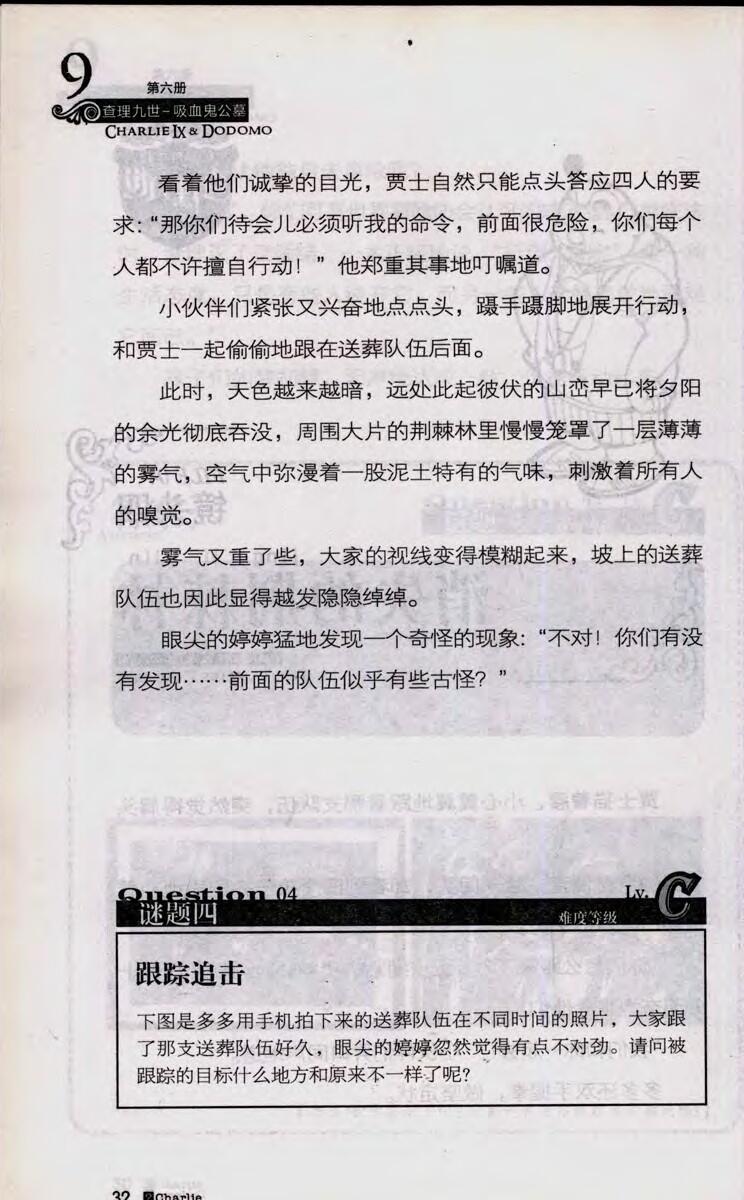 9
第六册
查理九世-吸血鬼公墓
CHARLIE IX & DODOMO
看着他们诚挚的目光，贾士自然只能点头答应四人的要
求：“那你们待会儿必须听我的命令，前面很危险，你们每个
人都不许擅自行动！”他郑重其事地叮嘱道。
小伙伴们紧张又兴奋地点点头，蹑手蹑脚地展开行动，
和贾士一起偷偷地跟在送葬队伍后面。
此时，天色越来越暗，远处此起彼伏的山峦早已将夕阳
的余光彻底吞没，周围大片的荆棘林里慢慢笼罩了一层薄薄
的雾气，空气中弥漫着一股泥土特有的气味，刺激着所有人
的嗅觉。
雾气又重了些，大家的视线变得模糊起来，坡上的送葬
队伍也因此显得越发隐隐绰绰。
眼尖的婷婷猛地发现一个奇怪的现象：“不对！你们有没
有发现……前面的队伍似乎有些古怪？”
Question 04
Lv. C
谜题四
难度等级
跟踪追击
下图是多多用手机拍下来的送葬队伍在不同时间的照片，大家跟
了那支送葬队伍好久，眼尖的婷婷忽然觉得有点不对劲。请问被
跟踪的目标什么地方和原来不一样了呢？
32 Charlie